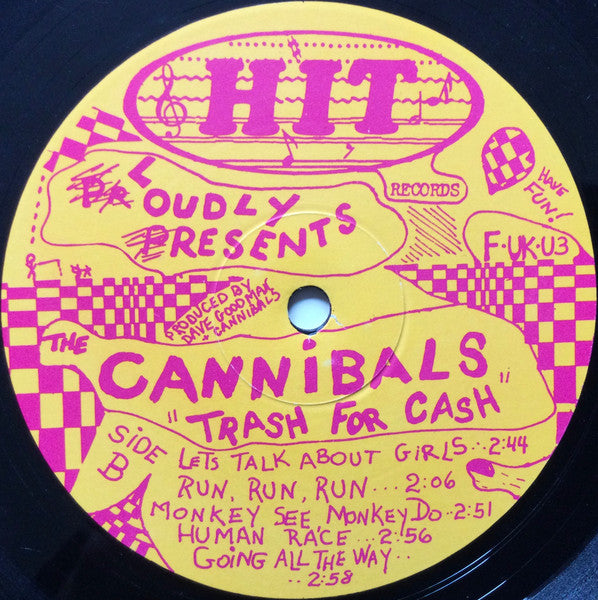 HIT
RECORDS
HAVE
FUN!
LOUDLY
PRESENTS
F·UK·U3
PRODUCED BY
DAVE GOODMAN
+ CANNIBALS
THE
CANNiBALS
"TRASH FOR CASH"
SiDE
B
LETS TALK ABOUT GiRLS...2:44
RUN, RUN, RUN...2:06
MONKEY SEE, MONKEY DO..2:51
HUMAN RACE...2:56
GOiNG ALL THE WAY..
..2:58